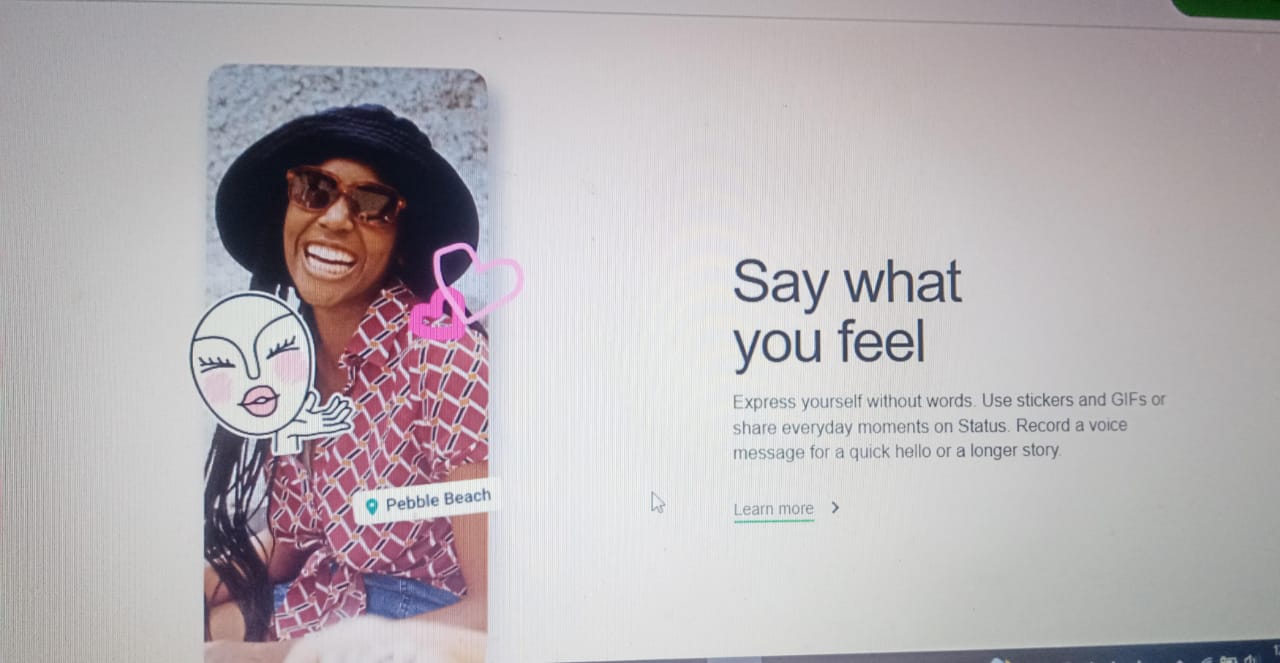 Say what
you feel
Express yourself without words. Use stickers and GIFs or
share everyday moments on Status. Record a voice
message for a quick hello or a longer story.
Learn more
Pebble Beach